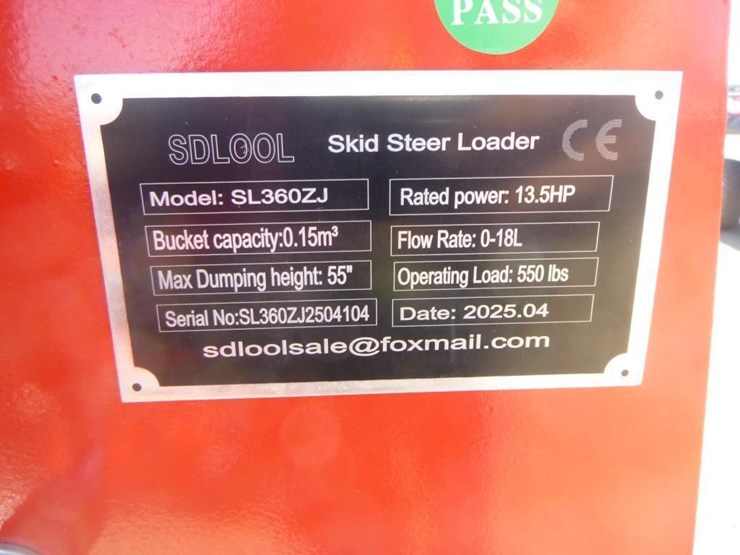 PASS
SDLOOL Skid Steer Loader CE
Model: SL360ZJ Rated power: 13.5HP
Bucket capacity:0.15m³ Flow Rate: 0-18L
Max Dumping height: 55" Operating Load: 550 lbs
Serial No:SL360ZJ2504104 Date: 2025.04
sdloolsale@foxmail.com